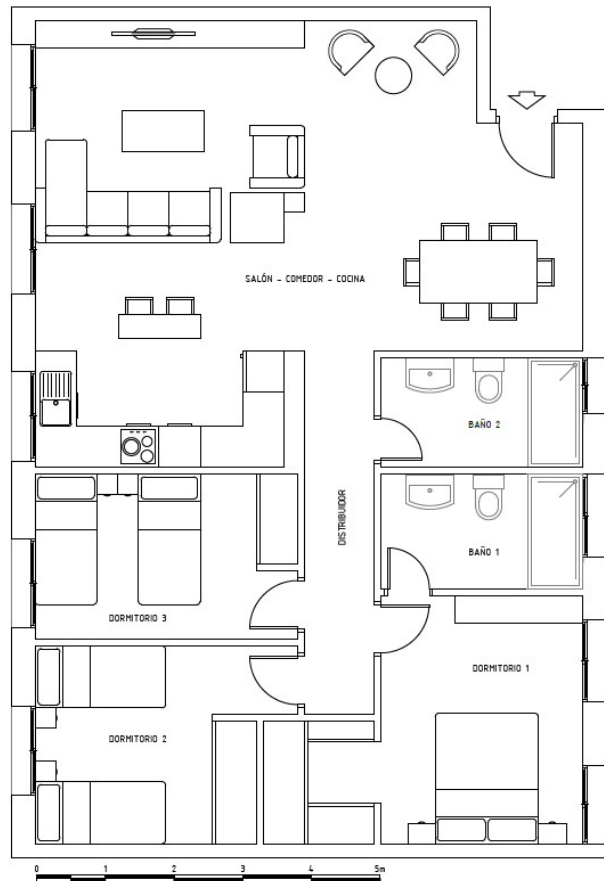 SALÓN - COMEDOR - COCINA
BAÑO 2
DISTRIBUIDOR
BAÑO 1
DORMITORIO 3
DORMITORIO 1
DORMITORIO 2
0 1 2 3 4 5m